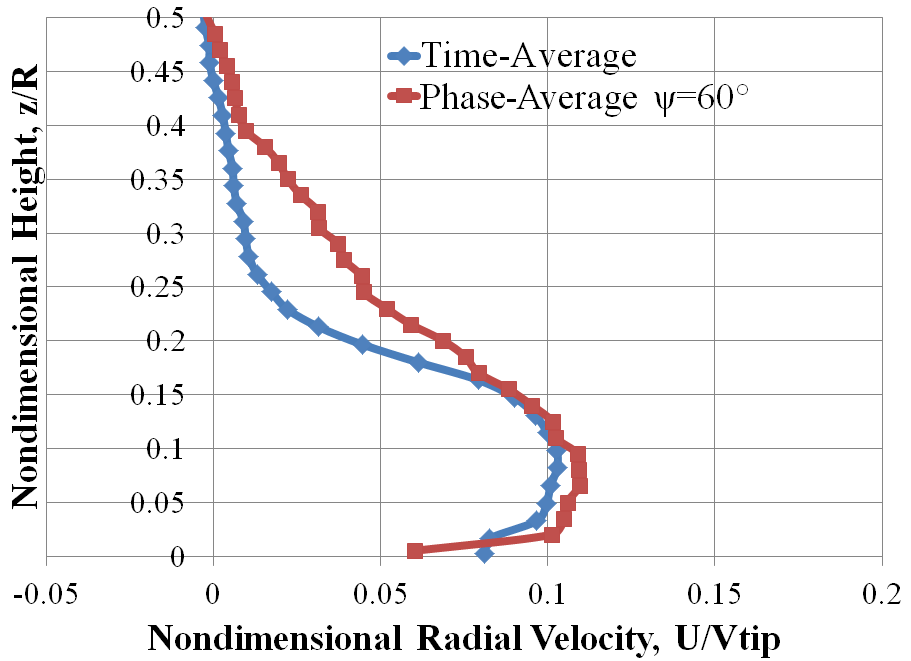 0.5
Time-Average
0.45
Phase-Average ψ=60°
0.4
0.35
0.3
0.25
0.2
0.15
0.1
0.05
0
-0.05 0 0.05 0.1 0.15 0.2
Nondimensional Height, z/R
Nondimensional Radial Velocity, U/Vtip